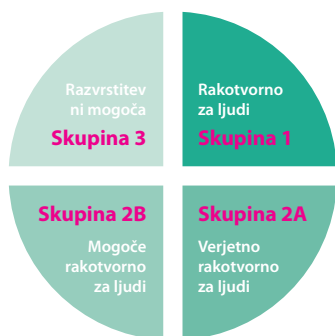 Razvrstitev
ni mogoča
Skupina 3
Rakotvorno
za ljudi
Skupina 1
Skupina 2B
Mogoče
rakotvorno
za ljudi
Skupina 2A
Verjetno
rakotvorno
za ljudi